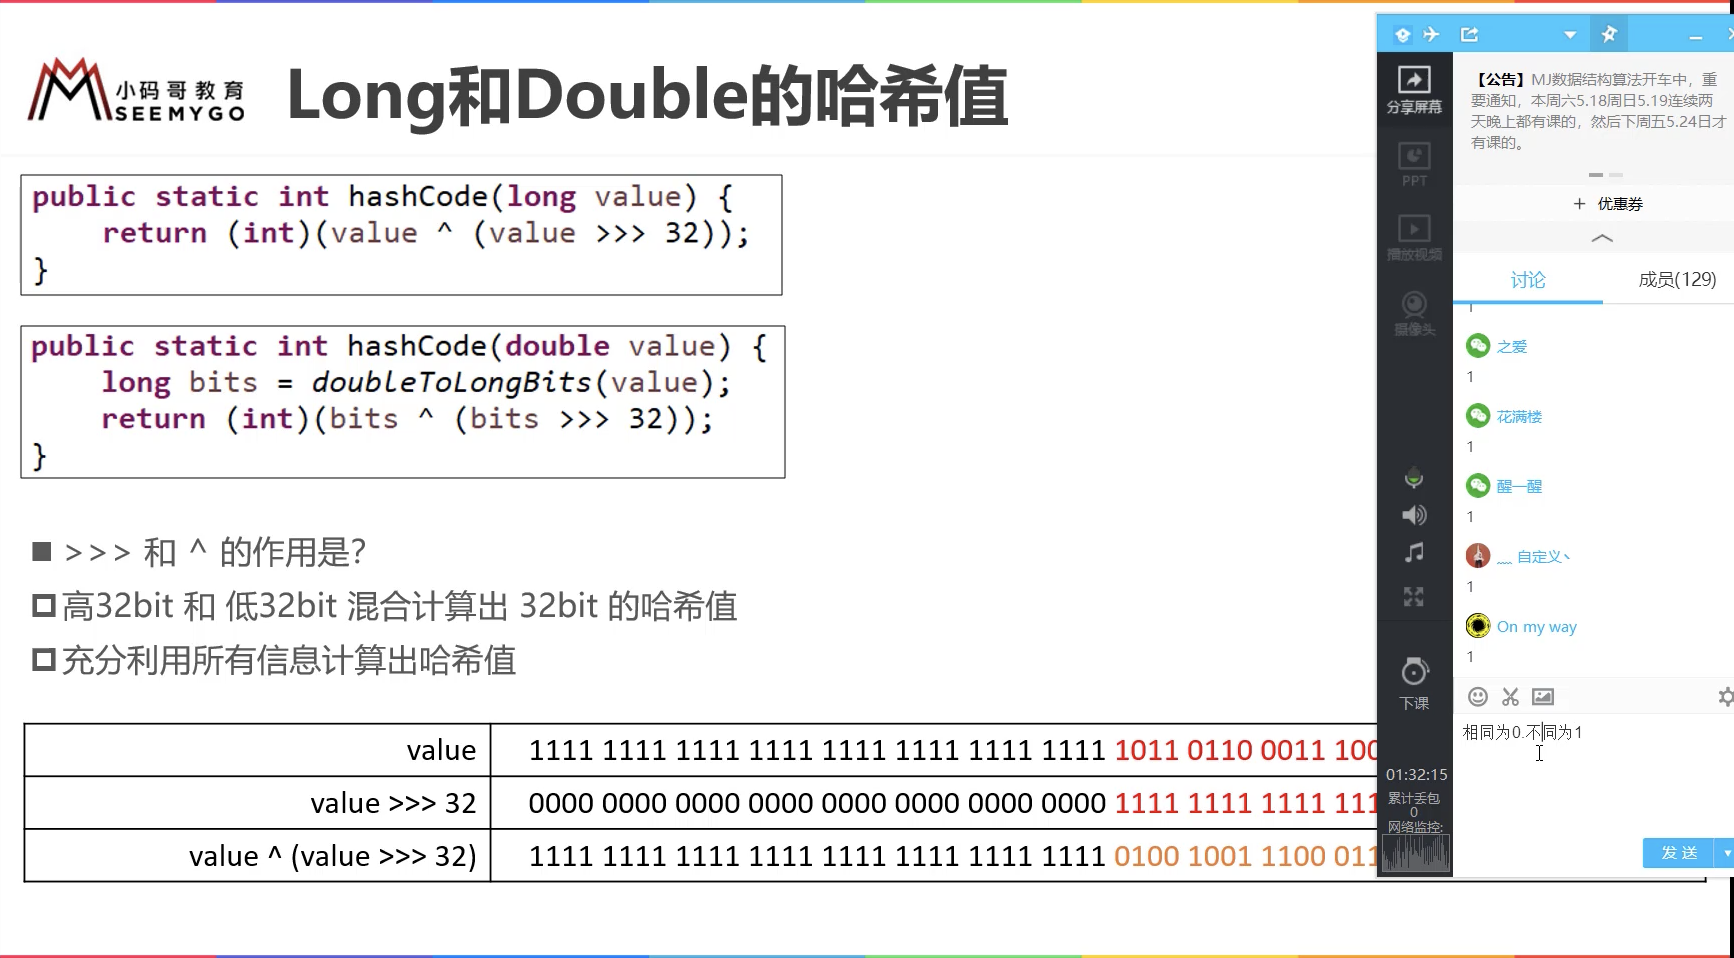 小码哥教育
SEEMYGO
Long和Double的哈希值
public static int hashCode(long value) {
return (int)(value ^ (value >>> 32));
}
public static int hashCode(double value) {
long bits = doubleToLongBits(value);
return (int)(bits ^ (bits >>> 32));
}
>>> 和 ^ 的作用是?
高32bit 和 低32bit 混合计算出 32bit 的哈希值
充分利用所有信息计算出哈希值
value 1111 1111 1111 1111 1111 1111 1111 1111 1011 0110 0011 100
value >>> 32 0000 0000 0000 0000 0000 0000 0000 0000 1111 1111 1111 111
value ^ (value >>> 32) 1111 1111 1111 1111 1111 1111 1111 1111 0100 1001 1100 011
分享屏幕
PPT
播放视频
摄像头
下课
01:32:15
累计丢包
0
网络监控:
【公告】MJ数据结构算法开车中，重
要通知，本周六5.18周日5.19连续两
天晚上都有课的，然后下周五5.24日才
有课的。
+ 优惠券
讨论 成员(129)
之爱
1
花满楼
1
醒一醒
1
﹏ 自定义丶
1
On my way
1
相同为0.不同为1
发送